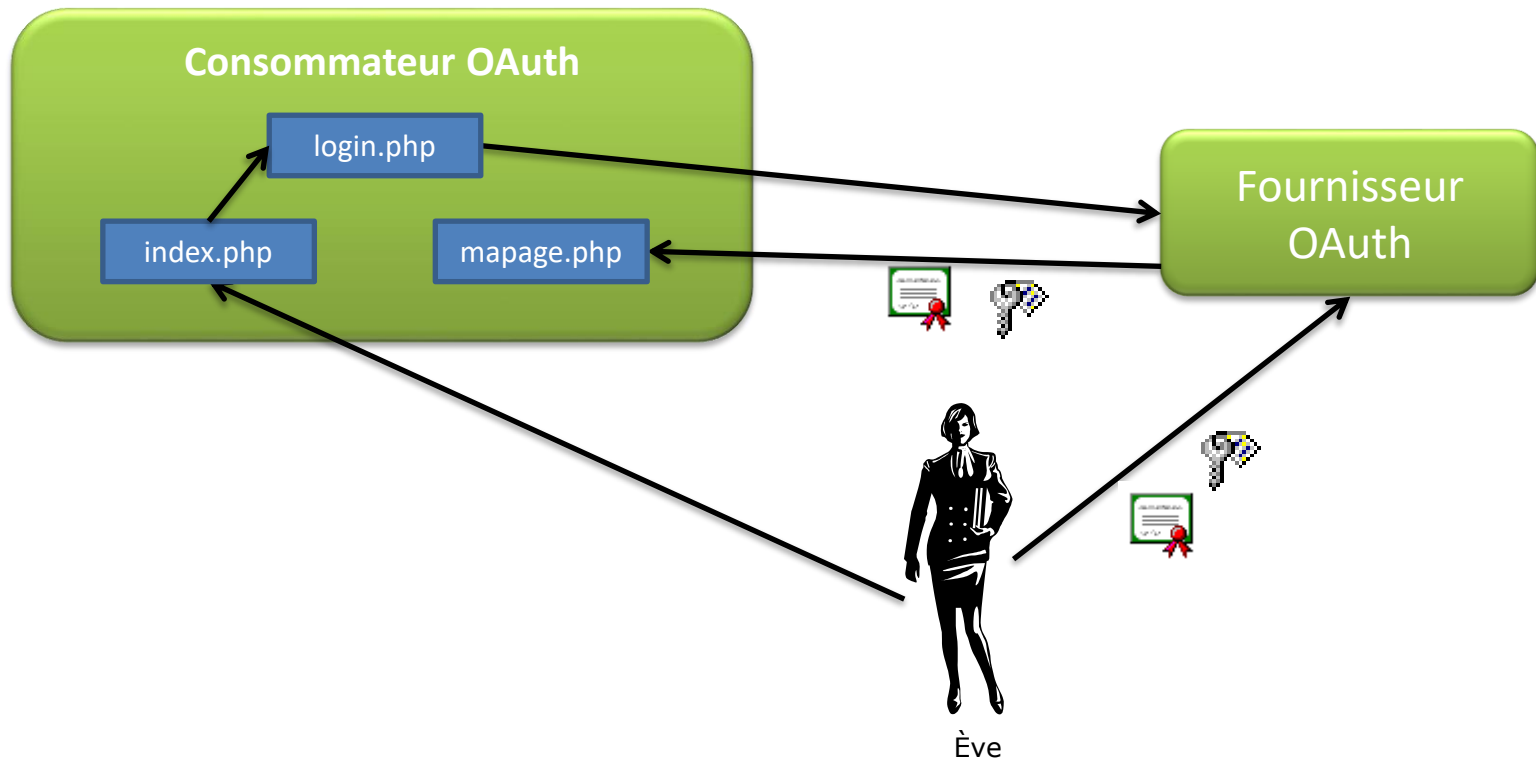 Consommateur OAuth
login.php
index.php
mapage.php
Fournisseur
OAuth
Ève